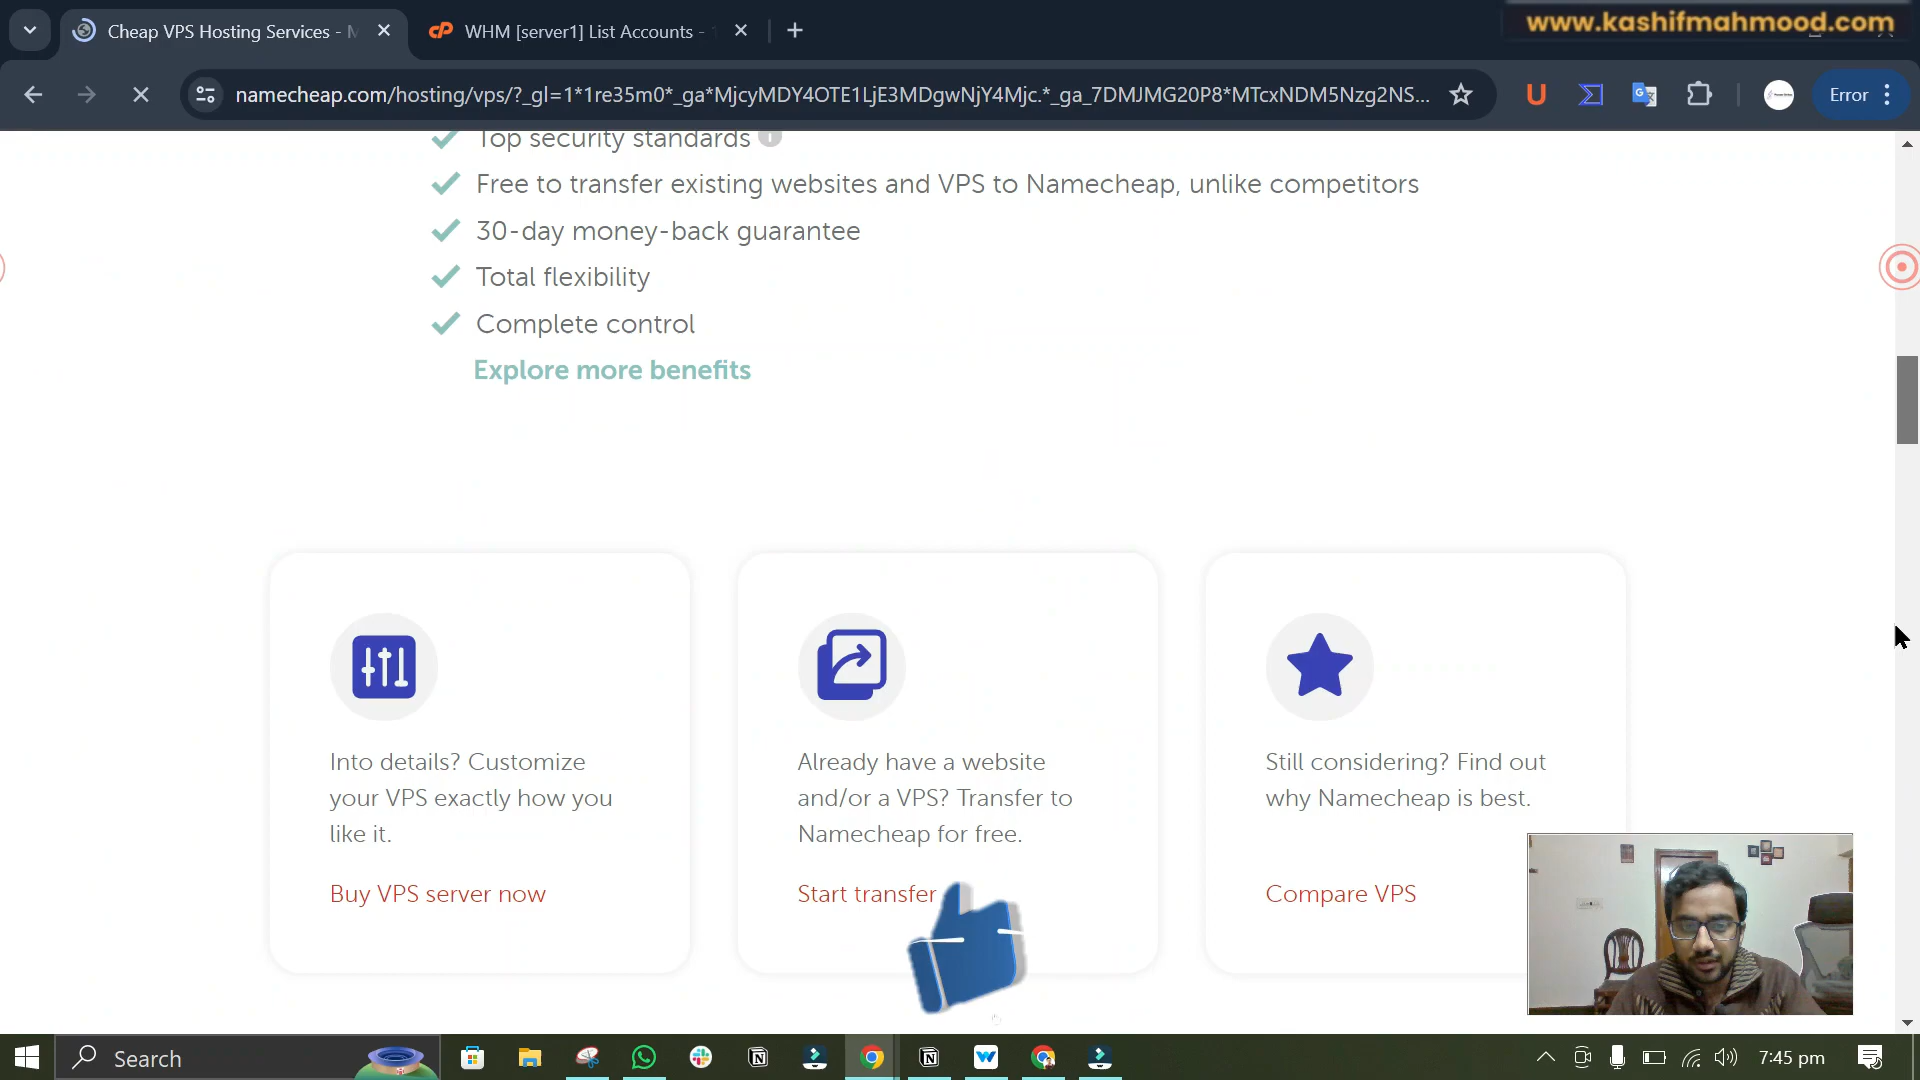 Cheap VPS Hosting Services - M
WHM [server1] List Accounts - 1
www.kashifmahmood.com
namecheap.com/hosting/vps/?_gl=1*1re35m0*_ga*MjcyMDY4OTE1LjE3MDgwNjY4Mjc.*_ga_7DMJMG20P8*MTcxNDM5Nzg2NS...
Error
Top security standards
Free to transfer existing websites and VPS to Namecheap, unlike competitors
30-day money-back guarantee
Total flexibility
Complete control
Explore more benefits
Into details? Customize
your VPS exactly how you
like it.
Buy VPS server now
Already have a website
and/or a VPS? Transfer to
Namecheap for free.
Start transfer
Still considering? Find out
why Namecheap is best.
Compare VPS
Search
7:45 pm